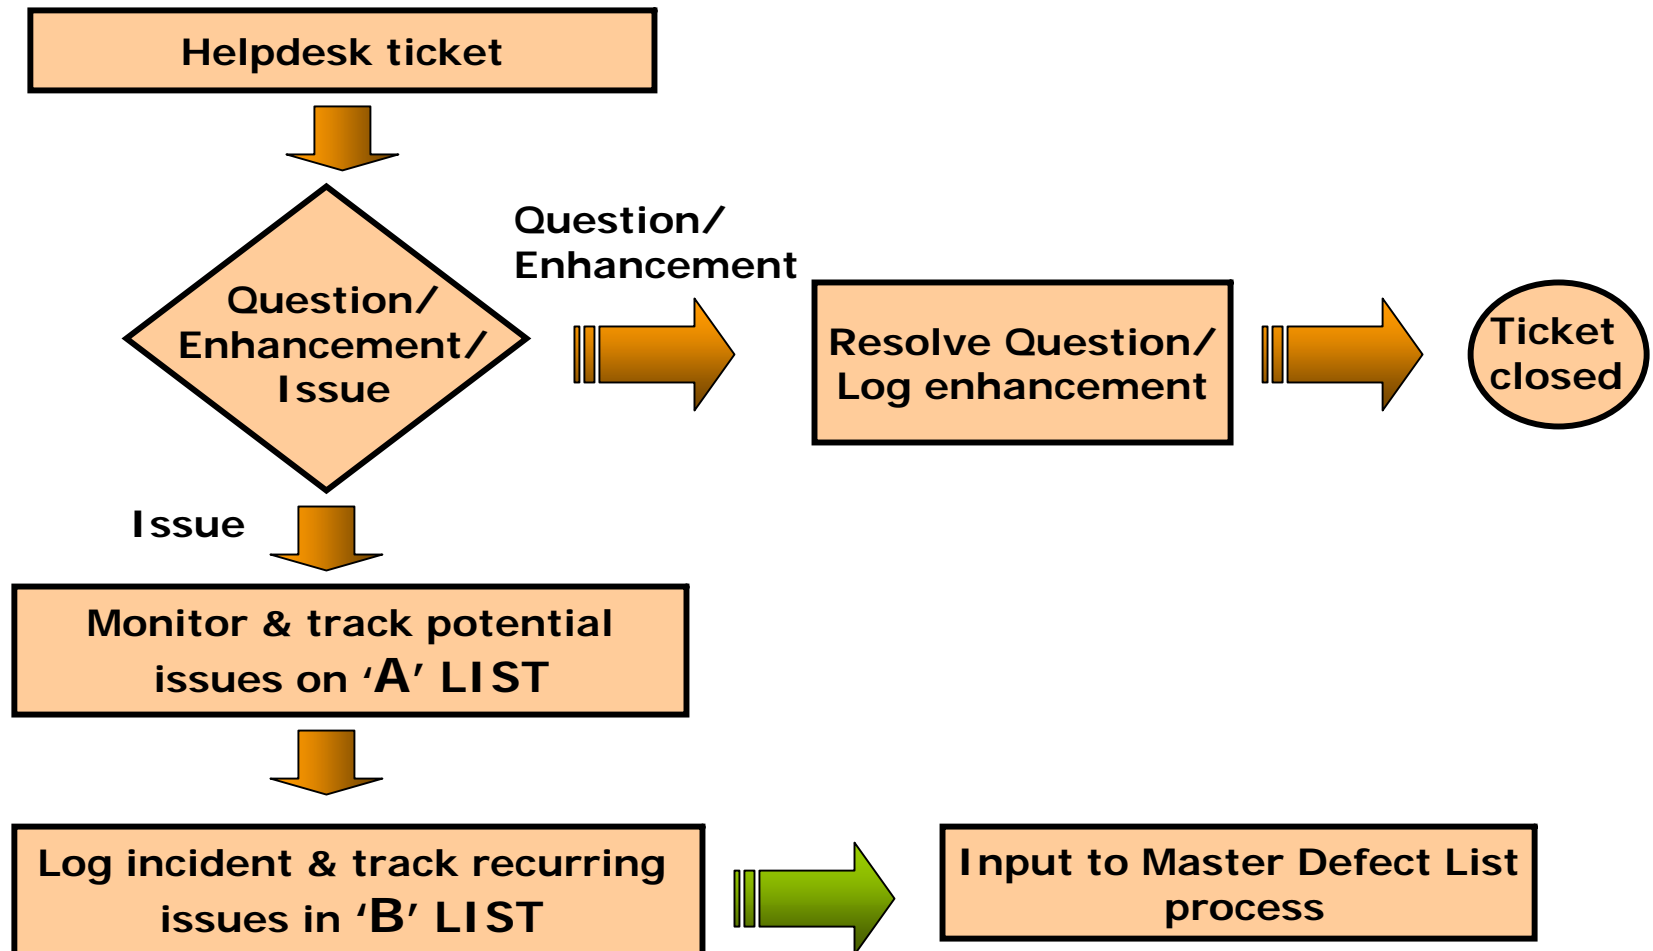 Helpdesk ticket
Question/
Enhancement
Question/
Enhancement/
Issue
Resolve Question/
Log enhancement
Ticket
closed
Issue
Monitor & track potential
issues on ‘A’ LIST
Log incident & track recurring
issues in ‘B’ LIST
Input to Master Defect List
process